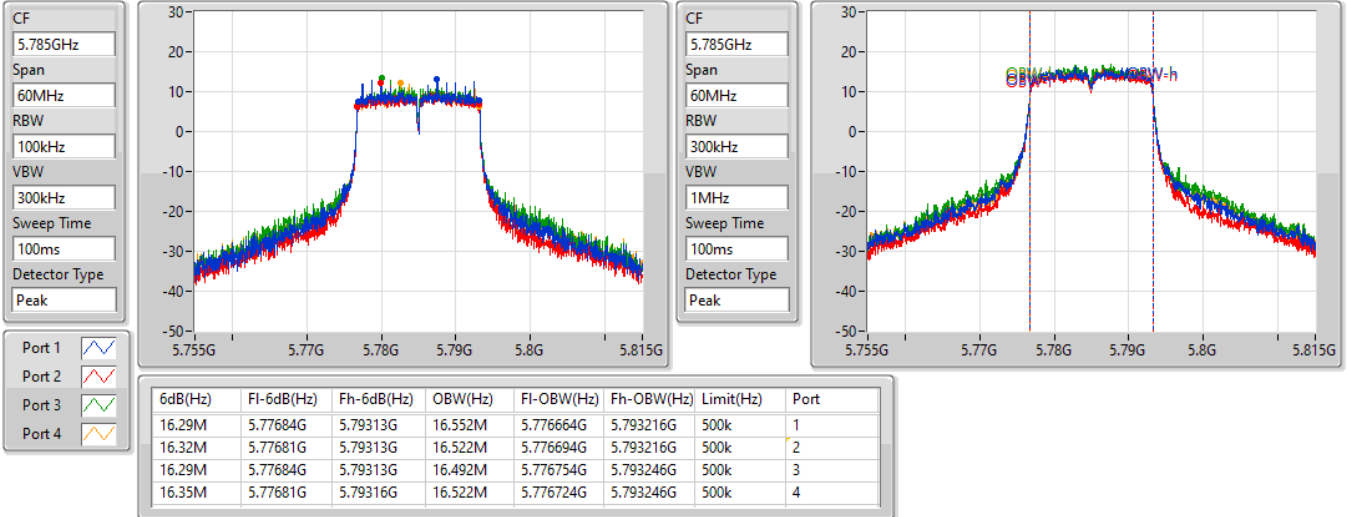 CF
5.785GHz
Span
60MHz
RBW
100kHz
VBW
300kHz
Sweep Time
100ms
Detector Type
Peak
30
20
10
0
-10
-20
-30
-40
-50
5.755G 5.77G 5.78G 5.79G 5.8G 5.815G
CF
5.785GHz
Span
60MHz
RBW
300kHz
VBW
1MHz
Sweep Time
100ms
Detector Type
Peak
30
20
10
0
-10
-20
-30
-40
-50
OBW-h
5.755G 5.77G 5.78G 5.79G 5.8G 5.815G
Port 1
Port 2
Port 3
Port 4
6dB(Hz) Fl-6dB(Hz) Fh-6dB(Hz) OBW(Hz) Fl-OBW(Hz) Fh-OBW(Hz) Limit(Hz) Port
16.29M 5.77684G 5.79313G 16.552M 5.776664G 5.793216G 500k 1
16.32M 5.77681G 5.79313G 16.522M 5.776694G 5.793216G 500k 2
16.29M 5.77684G 5.79313G 16.492M 5.776754G 5.793246G 500k 3
16.35M 5.77681G 5.79316G 16.522M 5.776724G 5.793246G 500k 4